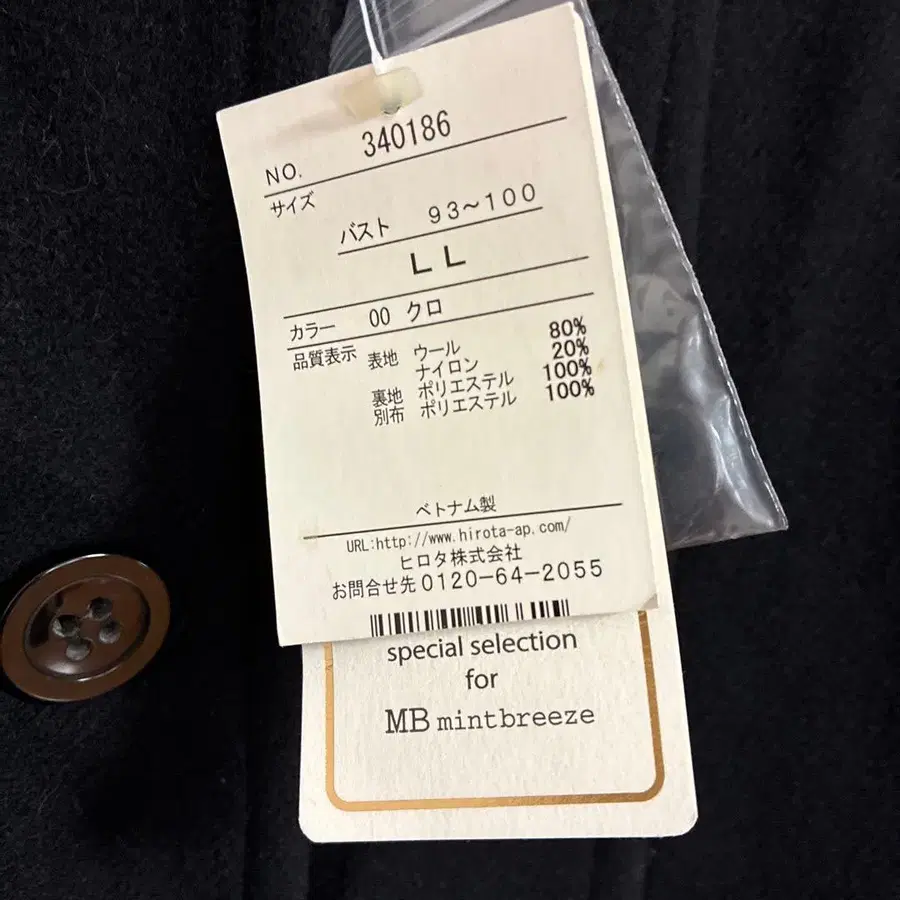 NO. 340186
サイズ
バスト 93〜100
LL
カラー 00 クロ
品質表示 表地 ウール 80%
ナイロン 20%
裏地 ポリエステル 100%
別布 ポリエステル 100%
ベトナム製
URL:http://www.hirota-ap.com/
ヒロタ株式会社
お問合せ先 0120-64-2055
special selection
for
MB mintbreeze